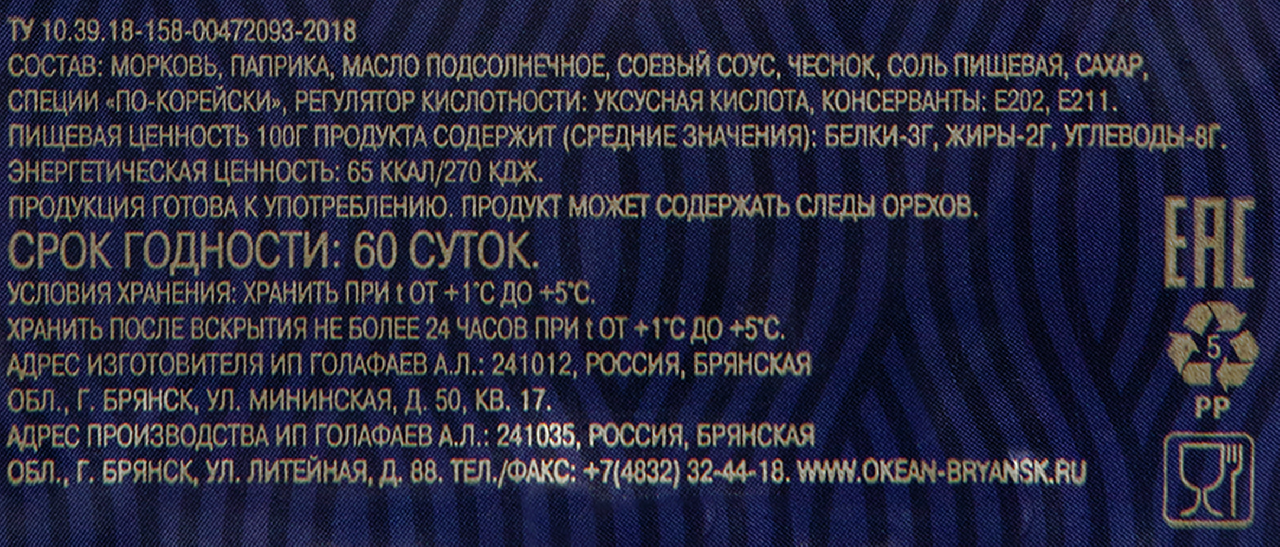 ТУ 10.39.18-158-00472093-2018
СОСТАВ: МОРКОВЬ, ПАПРИКА, МАСЛО ПОДСОЛНЕЧНОЕ, СОЕВЫЙ СОУС, ЧЕСНОК, СОЛЬ ПИЩЕВАЯ, САХАР,
СПЕЦИИ «ПО-КОРЕЙСКИ», РЕГУЛЯТОР КИСЛОТНОСТИ: УКСУСНАЯ КИСЛОТА, КОНСЕРВАНТЫ: Е202, Е211.
ПИЩЕВАЯ ЦЕННОСТЬ 100Г ПРОДУКТА СОДЕРЖИТ (СРЕДНИЕ ЗНАЧЕНИЯ): БЕЛКИ-3Г, ЖИРЫ-2Г, УГЛЕВОДЫ-8Г.
ЭНЕРГЕТИЧЕСКАЯ ЦЕННОСТЬ: 65 ККАЛ/270 КДЖ.
ПРОДУКЦИЯ ГОТОВА К УПОТРЕБЛЕНИЮ. ПРОДУКТ МОЖЕТ СОДЕРЖАТЬ СЛЕДЫ ОРЕХОВ.
СРОК ГОДНОСТИ: 60 СУТОК.
УСЛОВИЯ ХРАНЕНИЯ: ХРАНИТЬ ПРИ t ОТ +1°С ДО +5°С.
ХРАНИТЬ ПОСЛЕ ВСКРЫТИЯ НЕ БОЛЕЕ 24 ЧАСОВ ПРИ t ОТ +1°С ДО +5°С.
АДРЕС ИЗГОТОВИТЕЛЯ ИП ГОЛАФАЕВ А.Л.: 241012, РОССИЯ, БРЯНСКАЯ
ОБЛ., Г. БРЯНСК, УЛ. МИНИНСКАЯ, Д. 50, КВ. 17.
АДРЕС ПРОИЗВОДСТВА ИП ГОЛАФАЕВ А.Л.: 241035, РОССИЯ, БРЯНСКАЯ
ОБЛ., Г. БРЯНСК, УЛ. ЛИТЕЙНАЯ, Д. 88. ТЕЛ./ФАКС: +7(4832) 32-44-18. WWW.OKEAN-BRYANSK.RU
EAC
5
PP